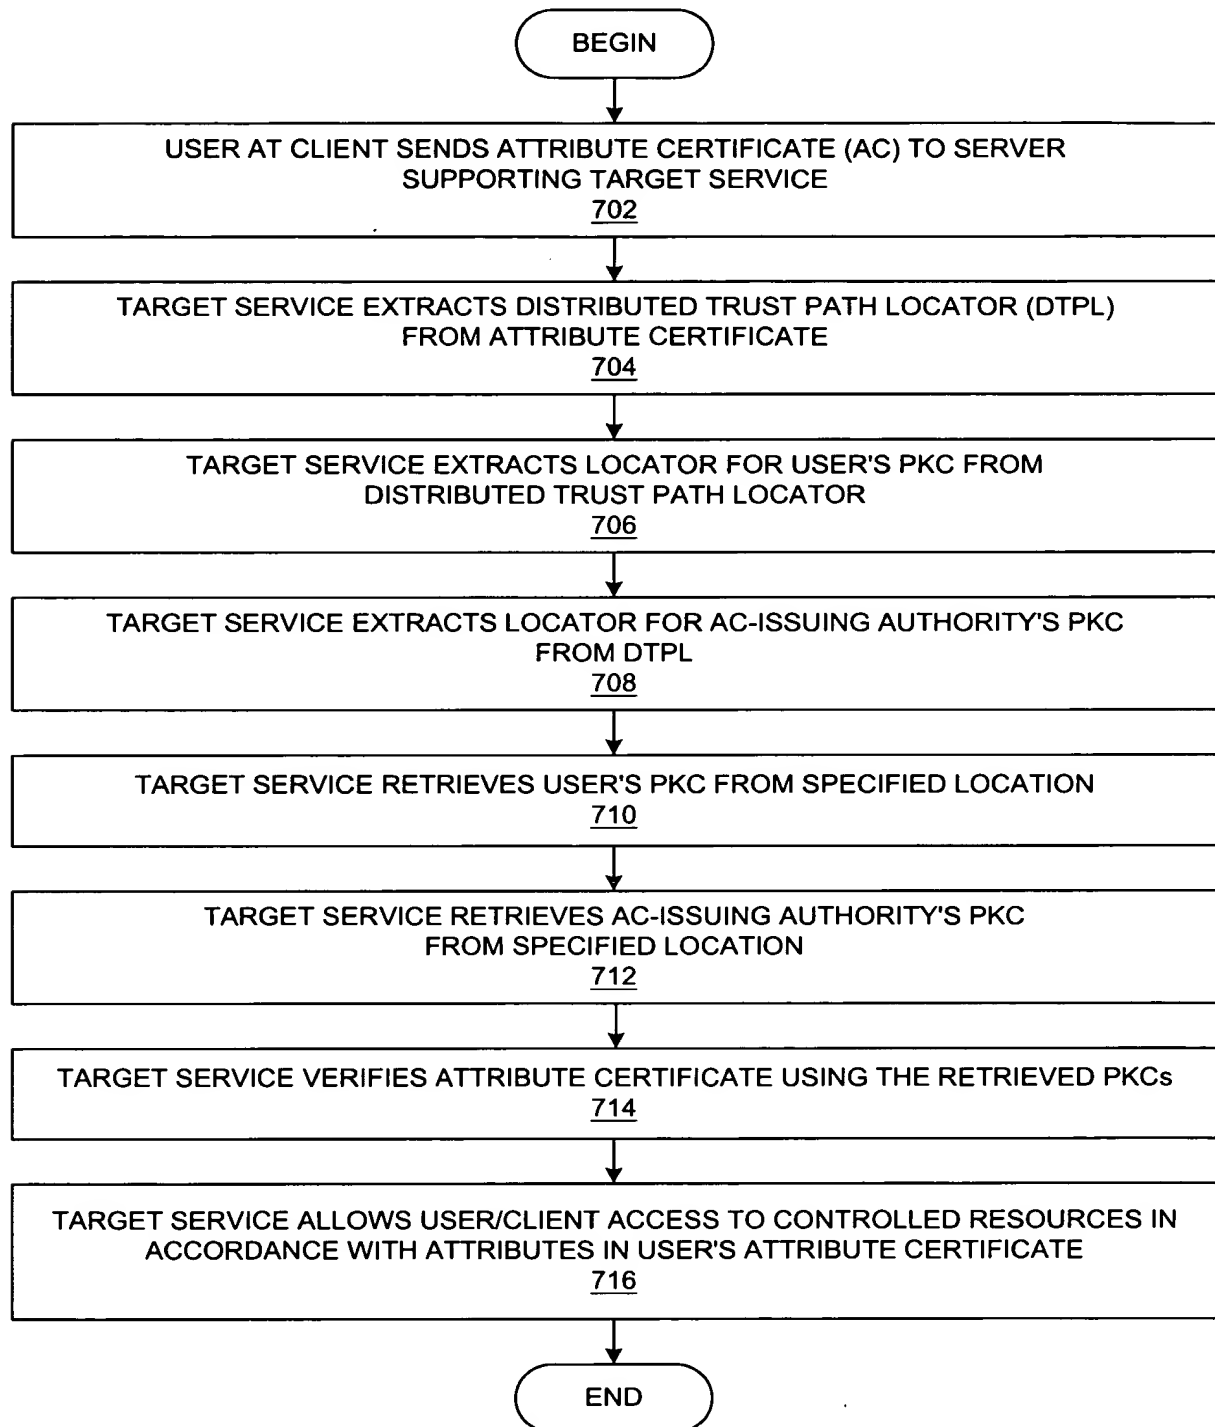 BEGIN
USER AT CLIENT SENDS ATTRIBUTE CERTIFICATE (AC) TO SERVER
SUPPORTING TARGET SERVICE
702
TARGET SERVICE EXTRACTS DISTRIBUTED TRUST PATH LOCATOR (DTPL)
FROM ATTRIBUTE CERTIFICATE
704
TARGET SERVICE EXTRACTS LOCATOR FOR USER'S PKC FROM
DISTRIBUTED TRUST PATH LOCATOR
706
TARGET SERVICE EXTRACTS LOCATOR FOR AC-ISSUING AUTHORITY'S PKC
FROM DTPL
708
TARGET SERVICE RETRIEVES USER'S PKC FROM SPECIFIED LOCATION
710
TARGET SERVICE RETRIEVES AC-ISSUING AUTHORITY'S PKC
FROM SPECIFIED LOCATION
712
TARGET SERVICE VERIFIES ATTRIBUTE CERTIFICATE USING THE RETRIEVED PKCs
714
TARGET SERVICE ALLOWS USER/CLIENT ACCESS TO CONTROLLED RESOURCES IN
ACCORDANCE WITH ATTRIBUTES IN USER'S ATTRIBUTE CERTIFICATE
716
END